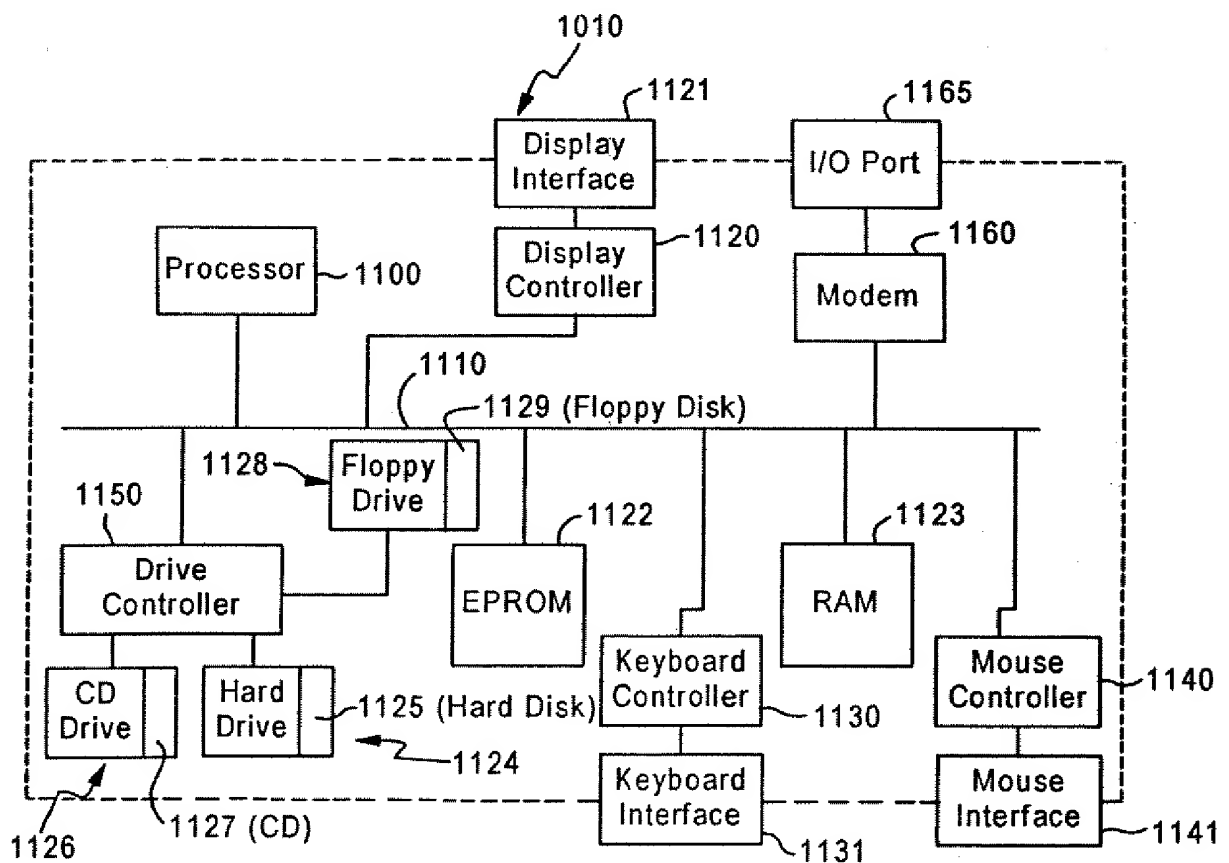 1010
1121
1165
Display
Interface
I/O Port
1120
1160
Processor
1100
Display
Controller
Modem
1110
1129 (Floppy Disk)
1128
Floppy
Drive
1150
1122
1123
Drive
Controller
EPROM
RAM
CD
Drive
Hard
Drive
1125 (Hard Disk)
Keyboard
Controller
1130
Mouse
Controller
1140
1124
1126
1127 (CD)
Keyboard
Interface
1131
Mouse
Interface
1141